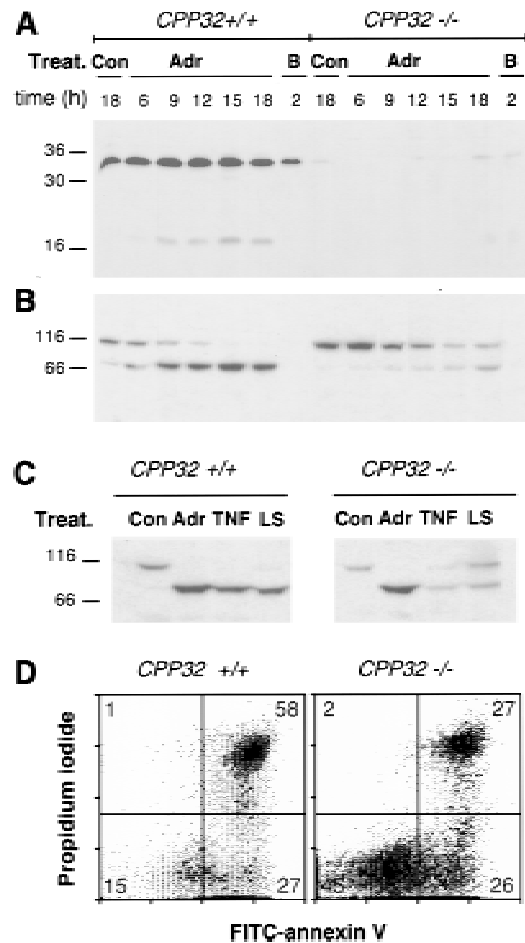 A CPP32+/+ CPP32 -/-
Treat. Con Adr B Con Adr B
time (h) 18 6 9 12 15 18 2 18 6 9 12 15 18 2
36
30
16
B
116
66
C CPP32 +/+ CPP32 -/-
Treat. Con Adr TNF LS Con Adr TNF LS
116
66
D CPP32 +/+ CPP32 -/-
1 58 2 27
Propidium iodide
15 27 26
FITC-annexin V